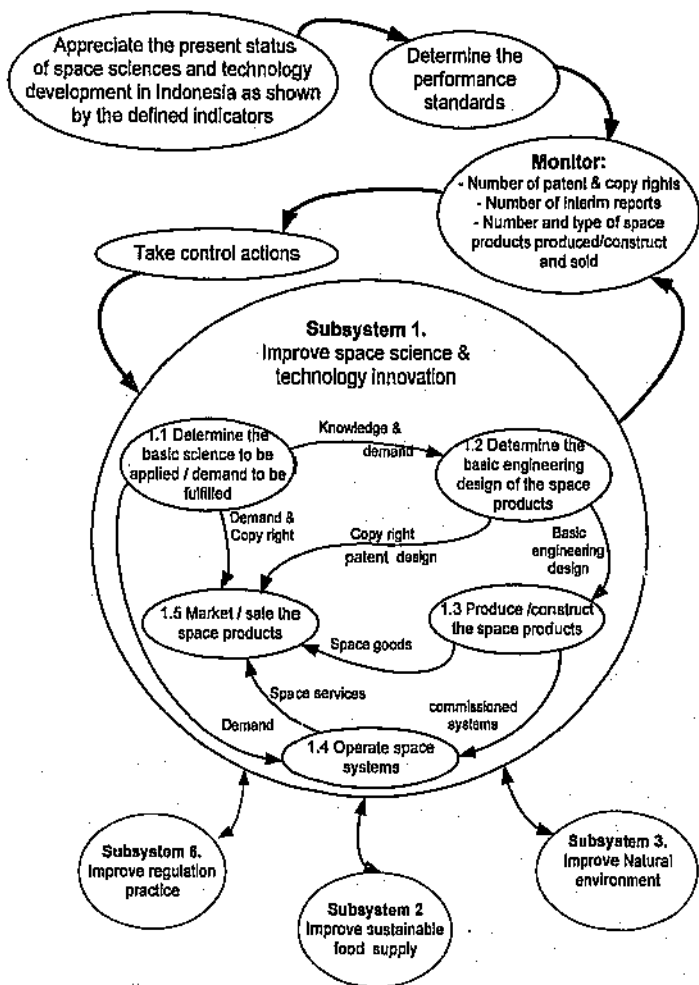 Appreciate the present status
of space sciences and technology
development in Indonesia as shown
by the defined indicators
Determine the
performance
standards
Monitor:
- Number of patent & copy rights
- Number of interim reports
- Number and type of space
products produced/construct
and sold
Take control actions
Subsystem 1.
Improve space science &
technology innovation
1.1 Determine the
basic science to be
applied / demand to be
fulfilled
Knowledge &
demand
1.2 Determine the
basic engineering
design of the space
products
Demand &
Copy right
Copy right
patent design
Basic
engineering
design
1.5 Market / sale the
space products
1.3 Produce /construct
the space products
Space goods
Space services
commissioned
systems
Demand
1.4 Operate space
systems
Subsystem 6.
Improve regulation
practice
Subsystem 2
Improve sustainable
food supply
Subsystem 3.
Improve Natural
environment